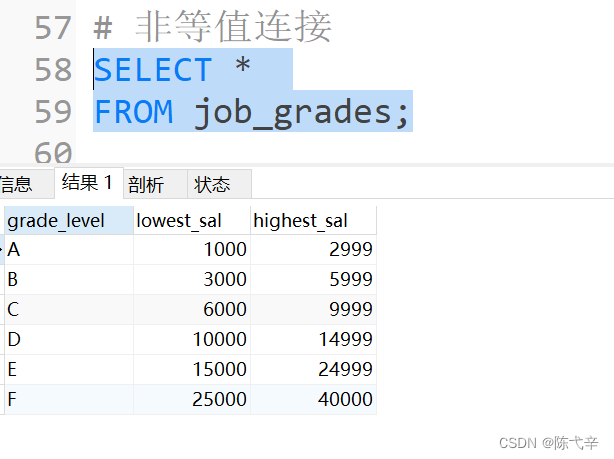 57 # 非等值连接
58 SELECT *
59 FROM job_grades;
60
信息 结果 1 剖析 状态
grade_level lowest_sal highest_sal
A 1000 2999
B 3000 5999
C 6000 9999
D 10000 14999
E 15000 24999
F 25000 40000
CSDN @陈弋辛